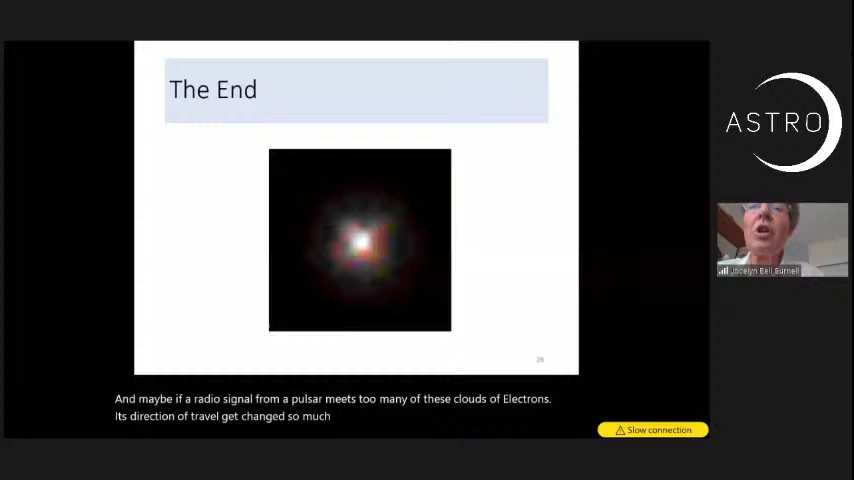 The End
ASTRO
Jocelyn Bell Burnell
28
And maybe if a radio signal from a pulsar meets too many of these clouds of Electrons.
Its direction of travel get changed so much
Slow connection